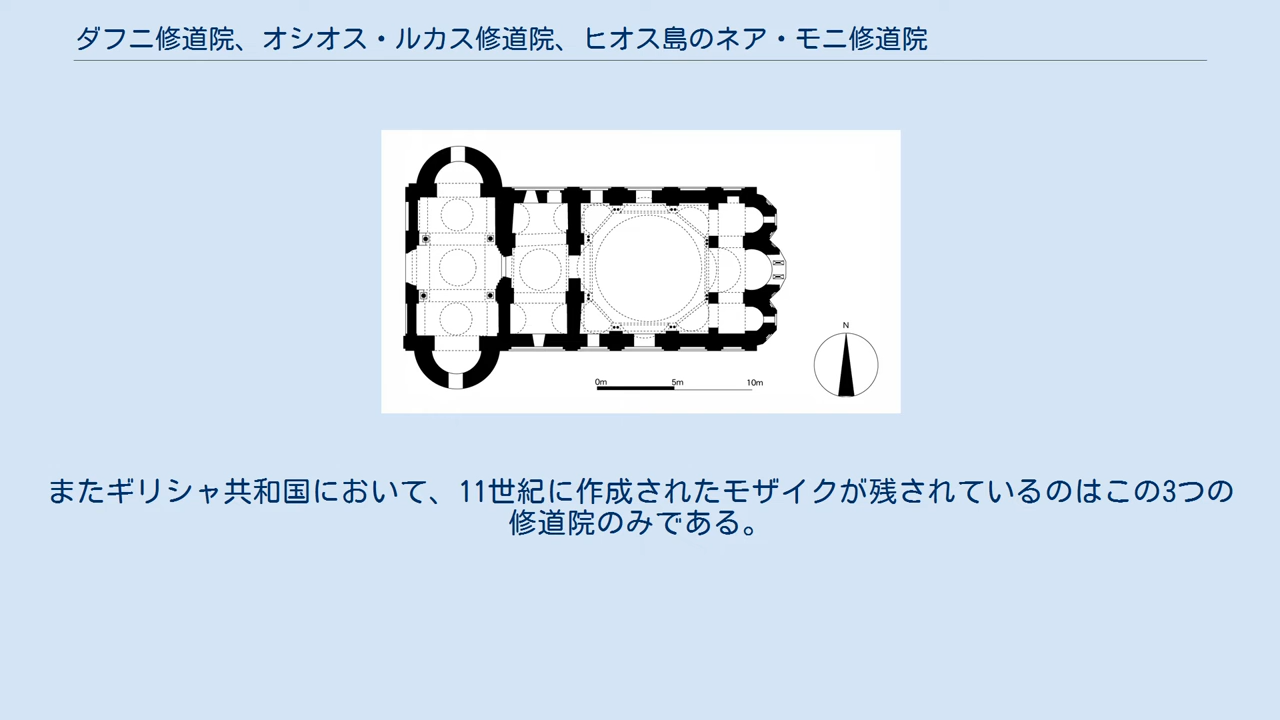 ダフニ修道院、オシオス・ルカス修道院、ヒオス島のネア・モニ修道院
N
0m 5m 10m
またギリシャ共和国において、11世紀に作成されたモザイクが残されているのはこの3つの
修道院のみである。